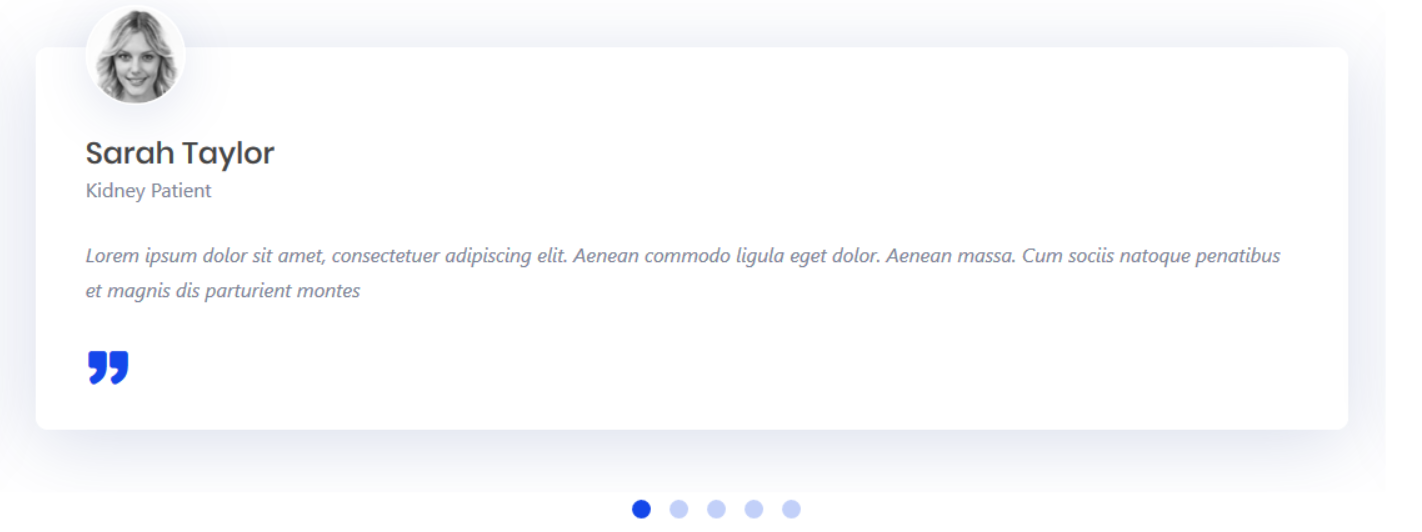 Sarah Taylor
Kidney Patient
Lorem ipsum dolor sit amet, consectetuer adipiscing elit. Aenean commodo ligula eget dolor. Aenean massa. Cum sociis natoque penatibus
et magnis dis parturient montes
”